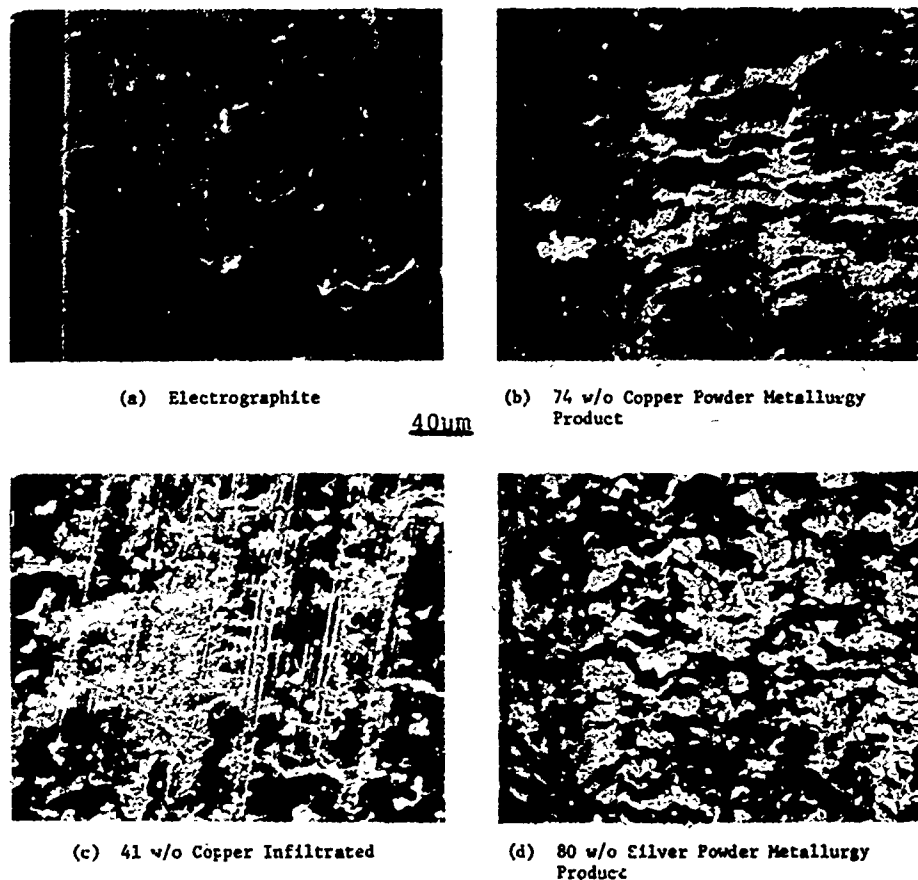 (a) Electrographite
(b) 74 w/o Copper Powder Metallurgy
Product
40um
(c) 41 w/o Copper Infiltrated
(d) 80 w/o Silver Powder Metallurgy
Product